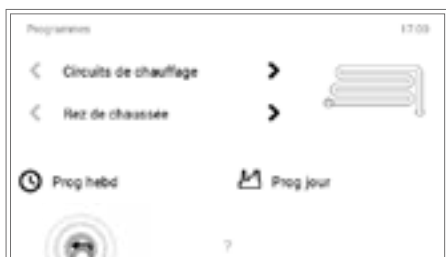 Programmes 17:00
Circuits de chauffage
Rez de chaussée
Prog hebd Prog jour
?